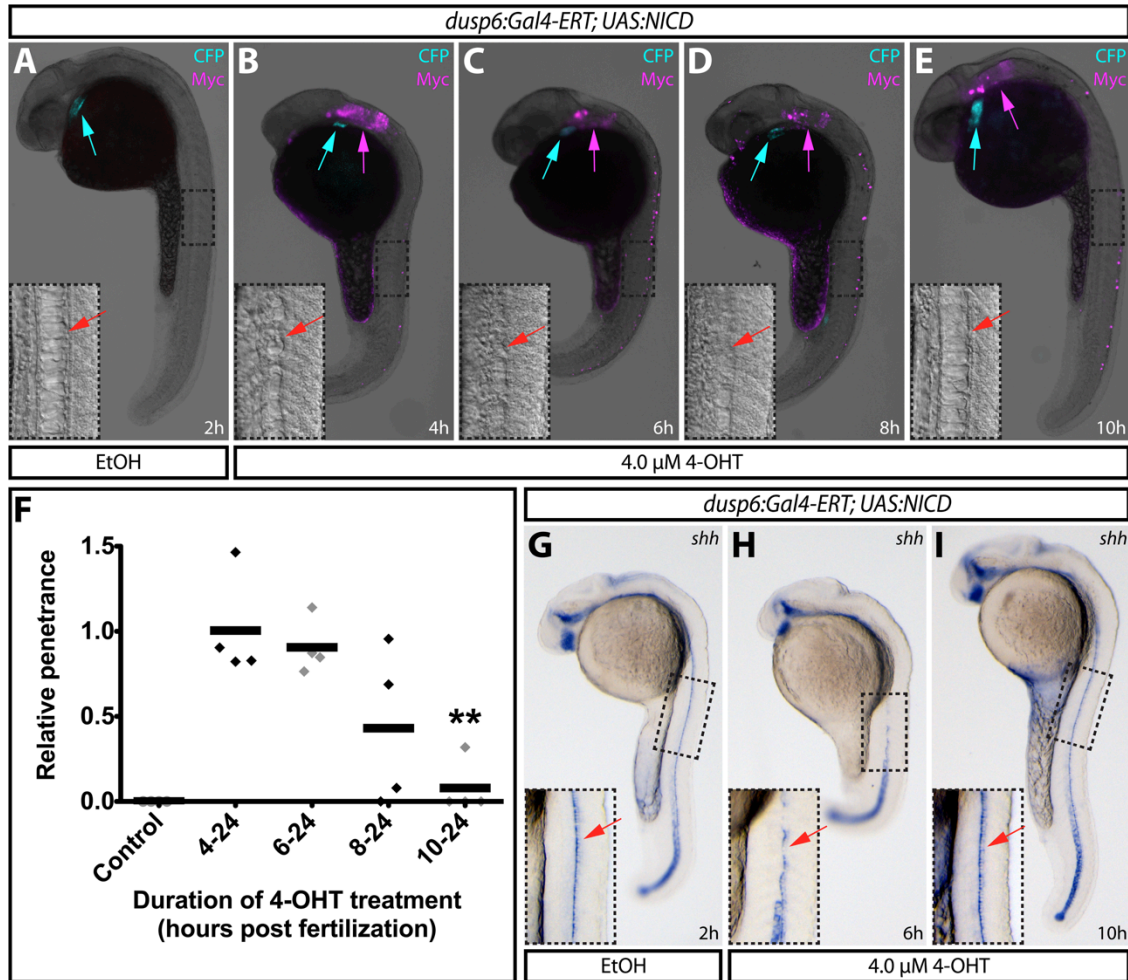 dusp6:Gal4-ERT; UAS:NICD
A
CFP
Myc
2h
B
CFP
Myc
4h
C
CFP
Myc
6h
D
CFP
Myc
8h
E
CFP
Myc
10h
EtOH
4.0 μM 4-OHT
F
Relative penetrance
1.5
1.0
0.5
0.0
**
Control
4-24
6-24
8-24
10-24
Duration of 4-OHT treatment
(hours post fertilization)
dusp6:Gal4-ERT; UAS:NICD
G
shh
2h
H
shh
6h
I
shh
10h
EtOH
4.0 μM 4-OHT